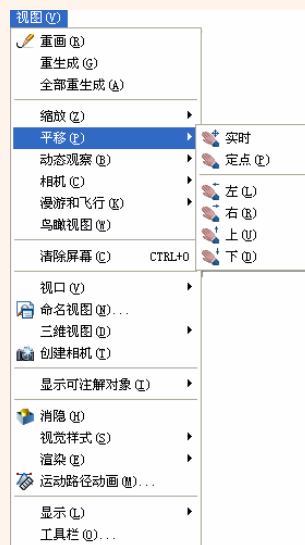 视图(V)
重画(R)
重生成(G)
全部重生成(A)
缩放(Z)
平移(P)
实时
定点(P)
左(L)
右(R)
上(U)
下(D)
动态观察(B)
相机(C)
漫游和飞行(K)
鸟瞰视图(W)
清除屏幕(C) CTRL+0
视口(V)
命名视图(N)...
三维视图(D)
创建相机(T)
显示可注解对象(I)
消隐(H)
视觉样式(S)
渲染(E)
运动路径动画(M)...
显示(L)
工具栏(O)...